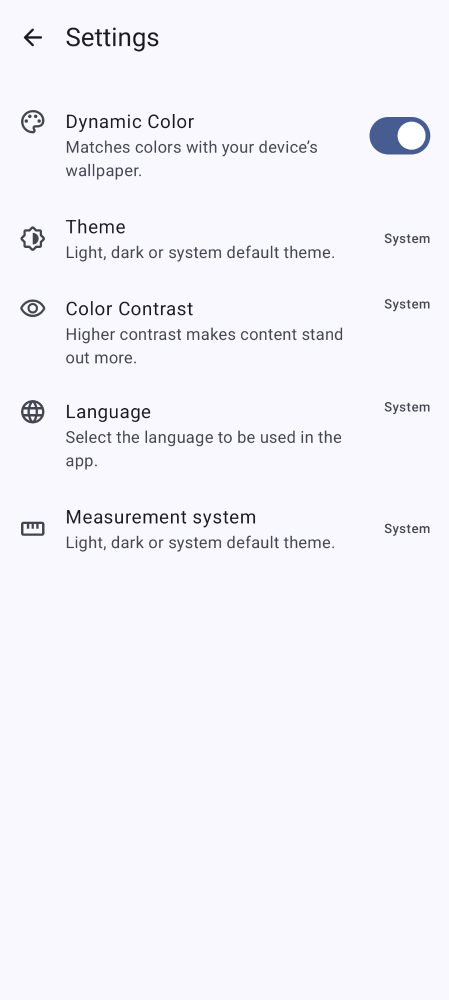 Settings
Dynamic Color
Matches colors with your device’s
wallpaper.
Theme
Light, dark or system default theme.
System
Color Contrast
System
Higher contrast makes content stand
out more.
Language
System
Select the language to be used in the
app.
Measurement system
Light, dark or system default theme.
System